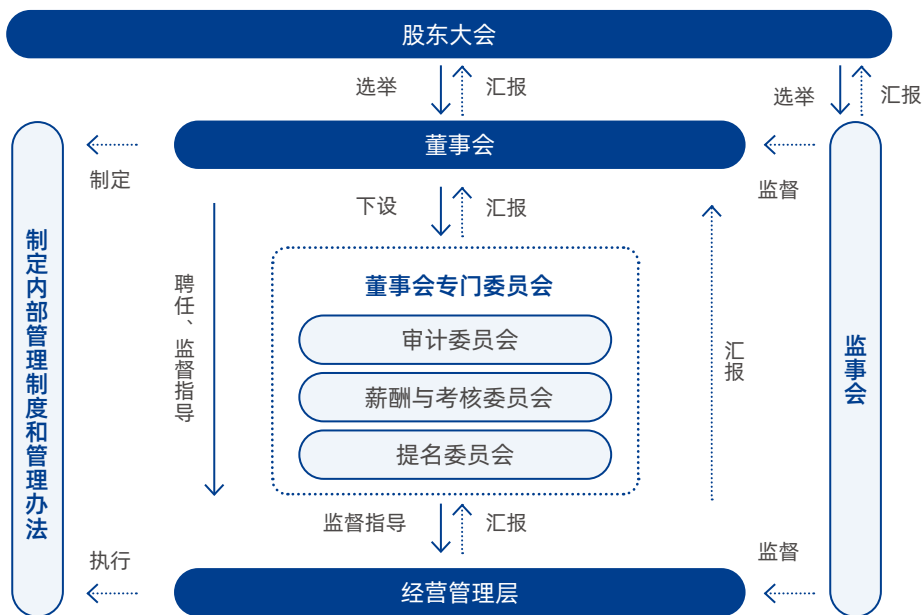 股东大会
选举
汇报
选举
汇报
董事会
制定
监督
下设
汇报
制定内部管理制度和管理办法
聘任、监督指导
董事会专门委员会
审计委员会
薪酬与考核委员会
提名委员会
汇报
监事会
监督指导
汇报
执行
监督
经营管理层